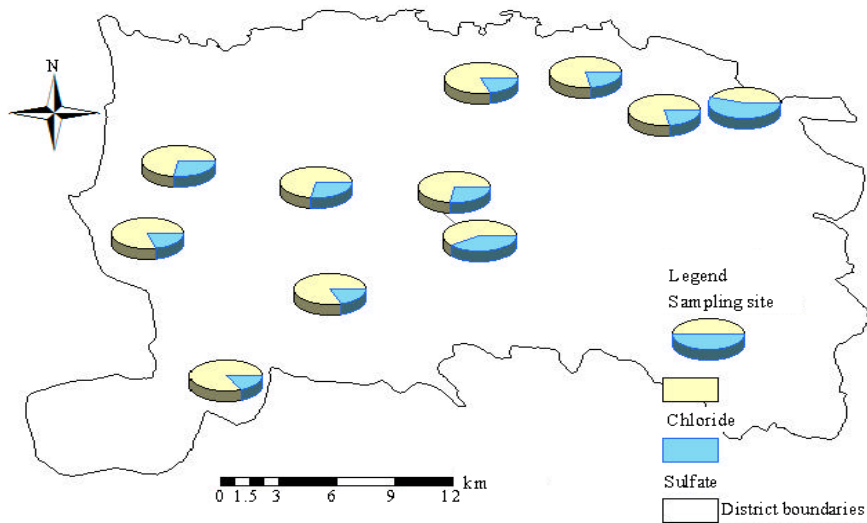 N
Legend
Sampling site
Chloride
Sulfate
District boundaries
0 1.5 3 6 9 12 km